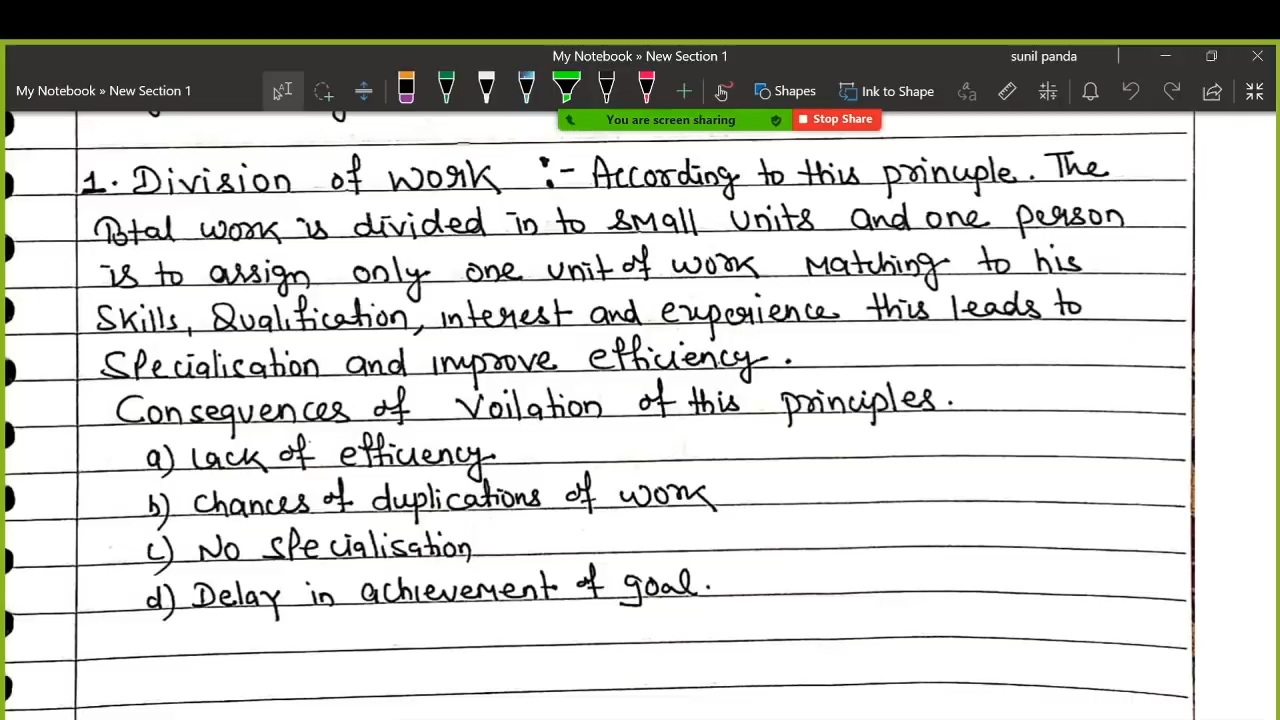 My Notebook » New Section 1
sunil panda
My Notebook » New Section 1
Shapes
Ink to Shape
You are screen sharing
Stop Share
1. Division of work :- According to this principle. The
Total work is divided in to small units and one person
is to assign only one unit of work Matching to his
Skills, Qualification, interest and experience this leads to
Specialisation and improve efficiency.
Consequences of Voilation of this principles.
a) Lack of efficiency
b) Chances of duplications of work
c) No specialisation
d) Delay in achievement of goal.